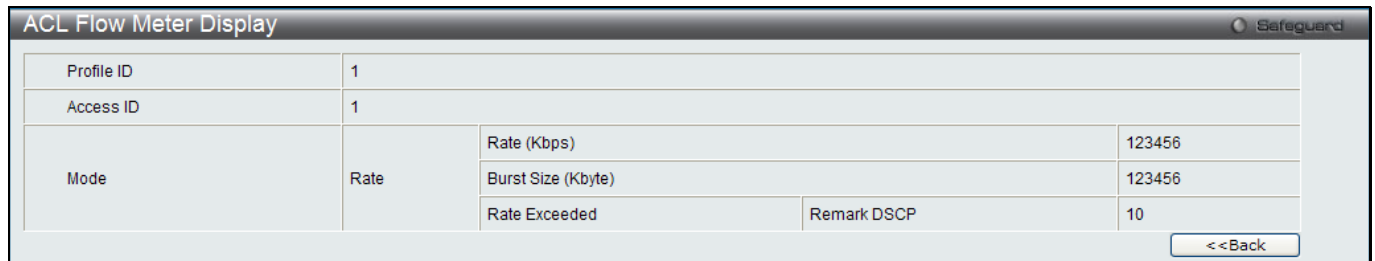 ACL Flow Meter Display
Safeguard
Profile ID 1
Access ID 1
Mode Rate Rate (Kbps) 123456
Burst Size (Kbyte) 123456
Rate Exceeded Remark DSCP 10
<<Back